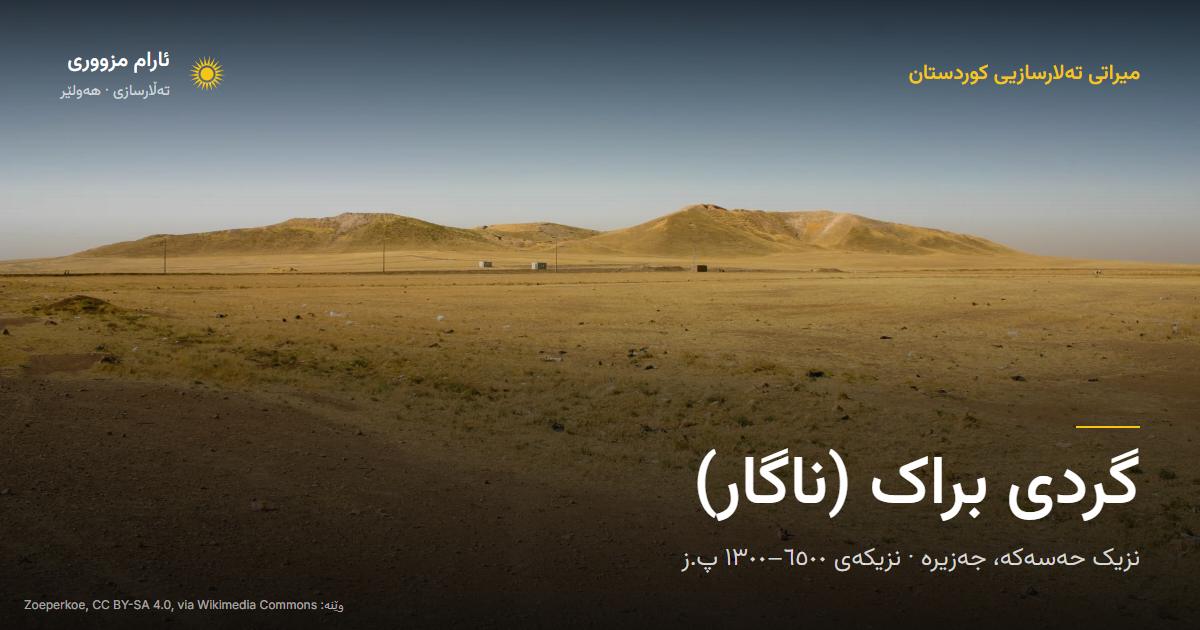 میراتی تەلارسازیی کوردستان
ئارام مزووری
تەڵارسازی · هەولێر
گردی براک (ناگار)
نزیک حەسەکە، جەزیرە · نزیکەی ٦٥٠٠–١٣٠٠ پ.ز
وێنە: Zoeperkoe, CC BY-SA 4.0, via Wikimedia Commons